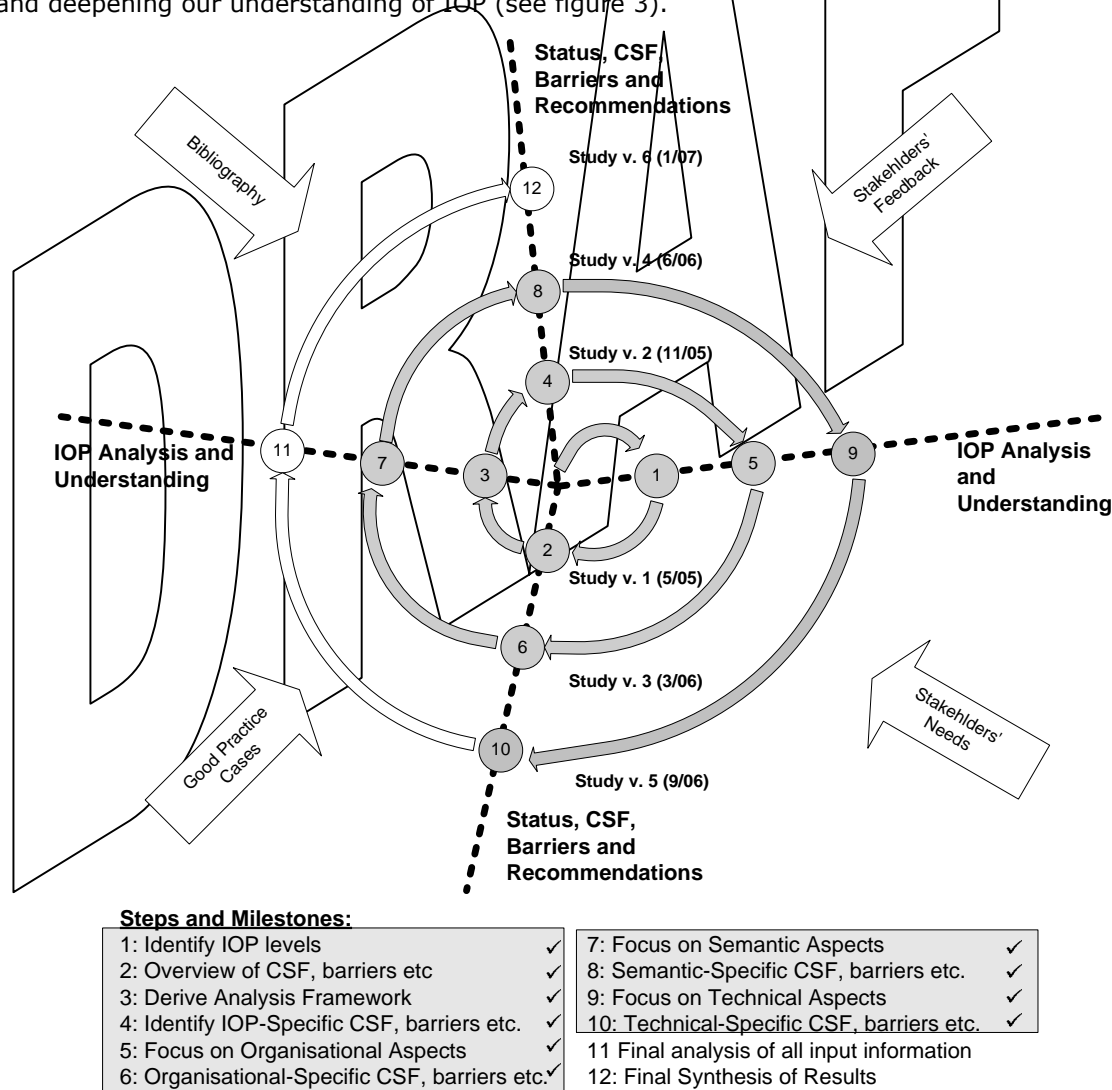 and deepening our understanding of IOP (see figure 3).
Status, CSF,
Barriers and
Recommendations
Bibliography
Stakehlders'
Feedback
Study v. 6 (1/07)
12
Study v. 4 (6/06)
8
Study v. 2 (11/05)
4
IOP Analysis and
Understanding
11
7
3
1
5
9
IOP Analysis
and
Understanding
2
Study v. 1 (5/05)
6
Study v. 3 (3/06)
Good Practice
Cases
Stakehlders'
Needs
10
Study v. 5 (9/06)
Status, CSF,
Barriers and
Recommendations
DRAFT
Steps and Milestones:
1: Identify IOP levels ✓
2: Overview of CSF, barriers etc ✓
3: Derive Analysis Framework ✓
4: Identify IOP-Specific CSF, barriers etc. ✓
5: Focus on Organisational Aspects ✓
6: Organisational-Specific CSF, barriers etc. ✓
7: Focus on Semantic Aspects ✓
8: Semantic-Specific CSF, barriers etc. ✓
9: Focus on Technical Aspects ✓
10: Technical-Specific CSF, barriers etc. ✓
11 Final analysis of all input information
12: Final Synthesis of Results